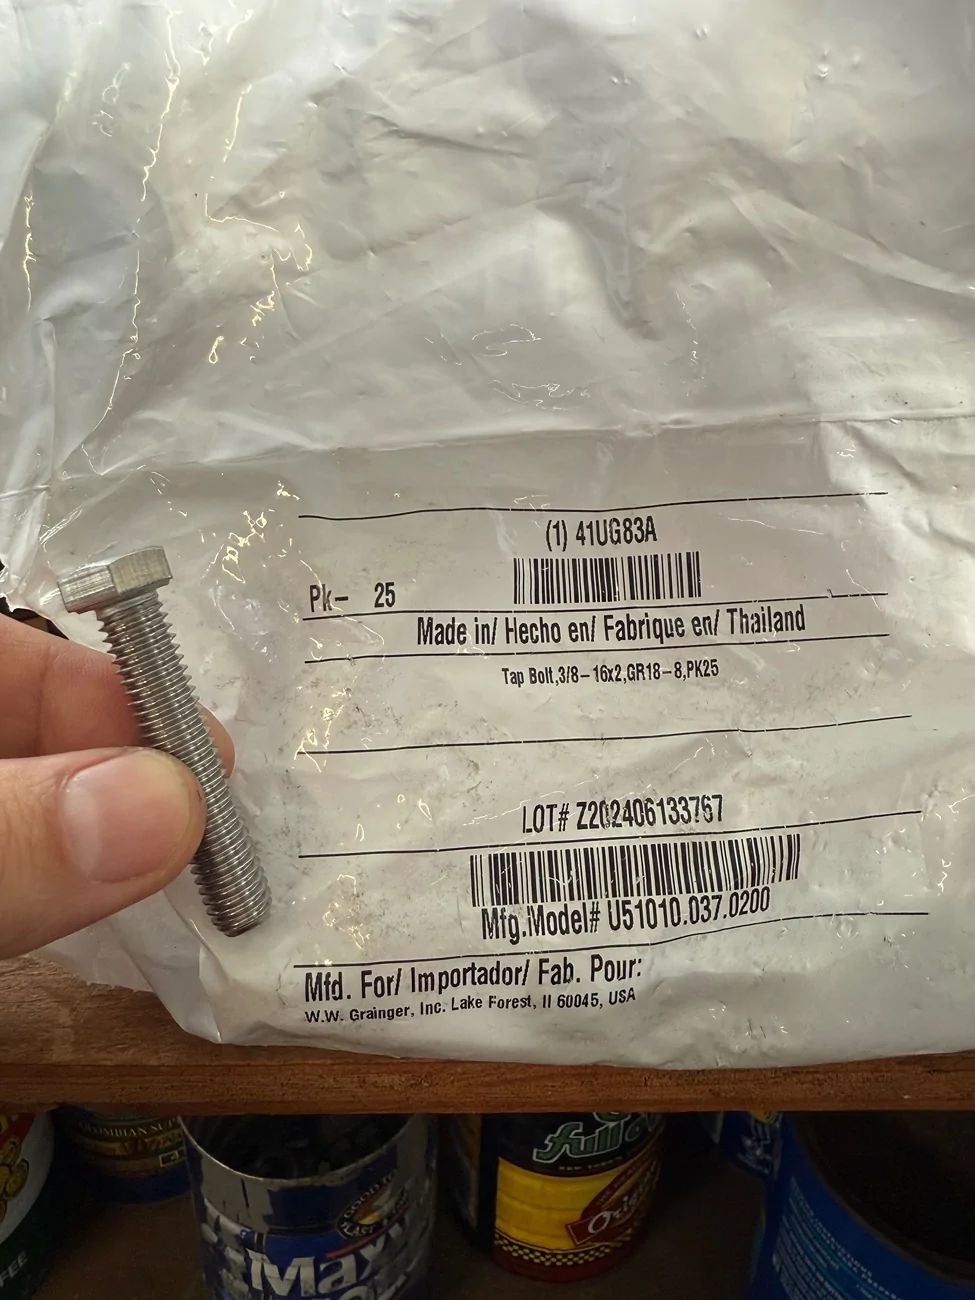 (1) 41UG83A
Pk- 25
Made in/ Hecho en/ Fabrique en/ Thailand
Tap Bolt,3/8-16x2,GR18-8,PK25
LOT# Z202406133767
Mfg.Model# U51010.037.0200
Mfd. For/ Importador/ Fab. Pour:
W.W. Grainger, Inc. Lake Forest, Il 60045, USA
full